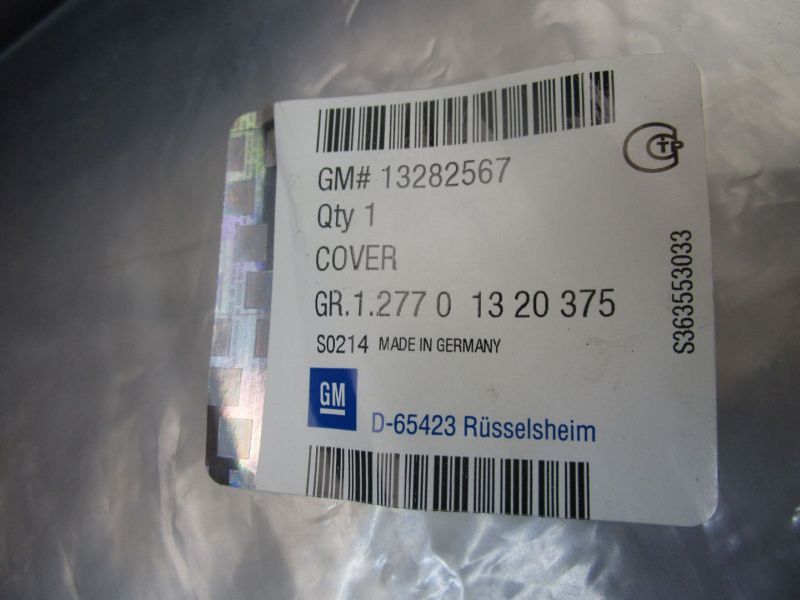 GM# 13282567
Qty 1
COVER
GR.1.277 0 13 20 375
S0214 MADE IN GERMANY
GM
D-65423 Rüsselsheim
S363553033